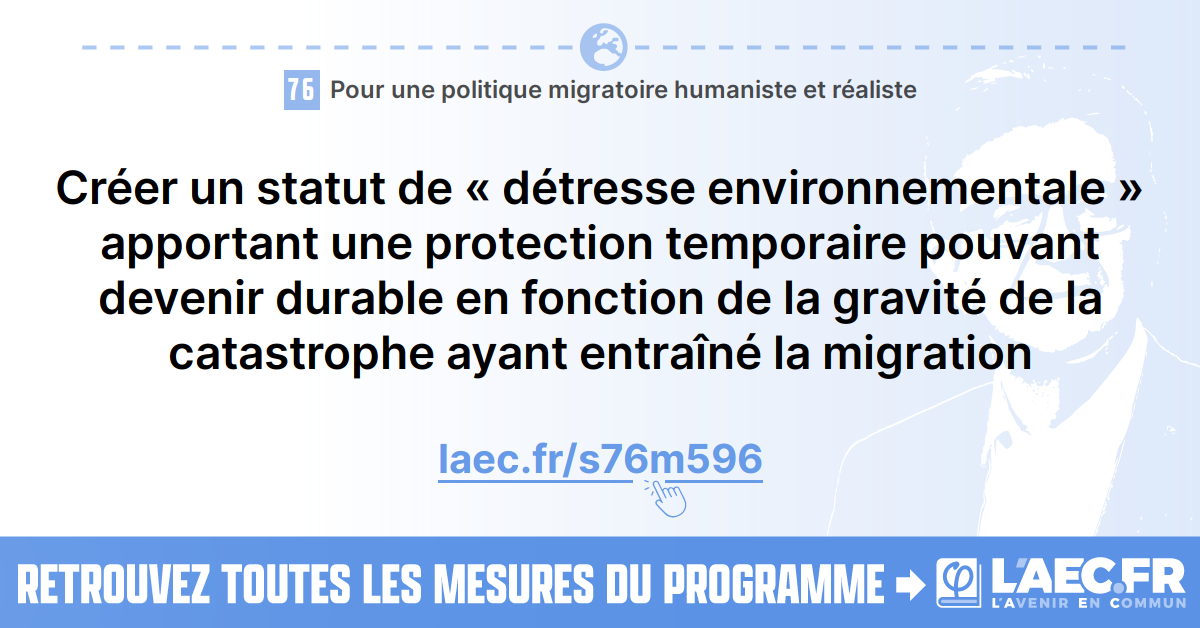 76 Pour une politique migratoire humaniste et réaliste
Créer un statut de « détresse environnementale »
apportant une protection temporaire pouvant
devenir durable en fonction de la gravité de la
catastrophe ayant entraîné la migration
laec.fr/s76m596
RETROUVEZ TOUTES LES MESURES DU PROGRAMME
L'AEC.FR
L'AVENIR EN COMMUN